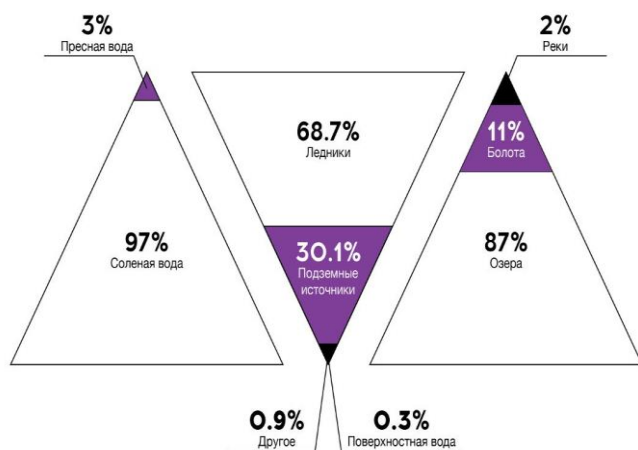 3%
Пресная вода
2%
Реки
68.7%
Ледники
11%
Болота
97%
Соленая вода
30.1%
Подземные
источники
87%
Озера
0.9%
Другое
0.3%
Поверхностная вода